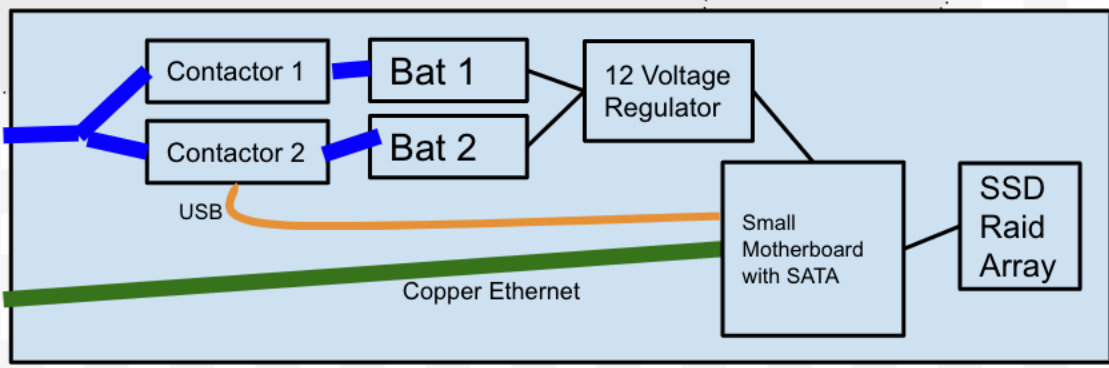 Contactor 1
Bat 1
12 Voltage
Regulator
Contactor 2
Bat 2
USB
Small
Motherboard
with SATA
SSD
Raid
Array
Copper Ethernet